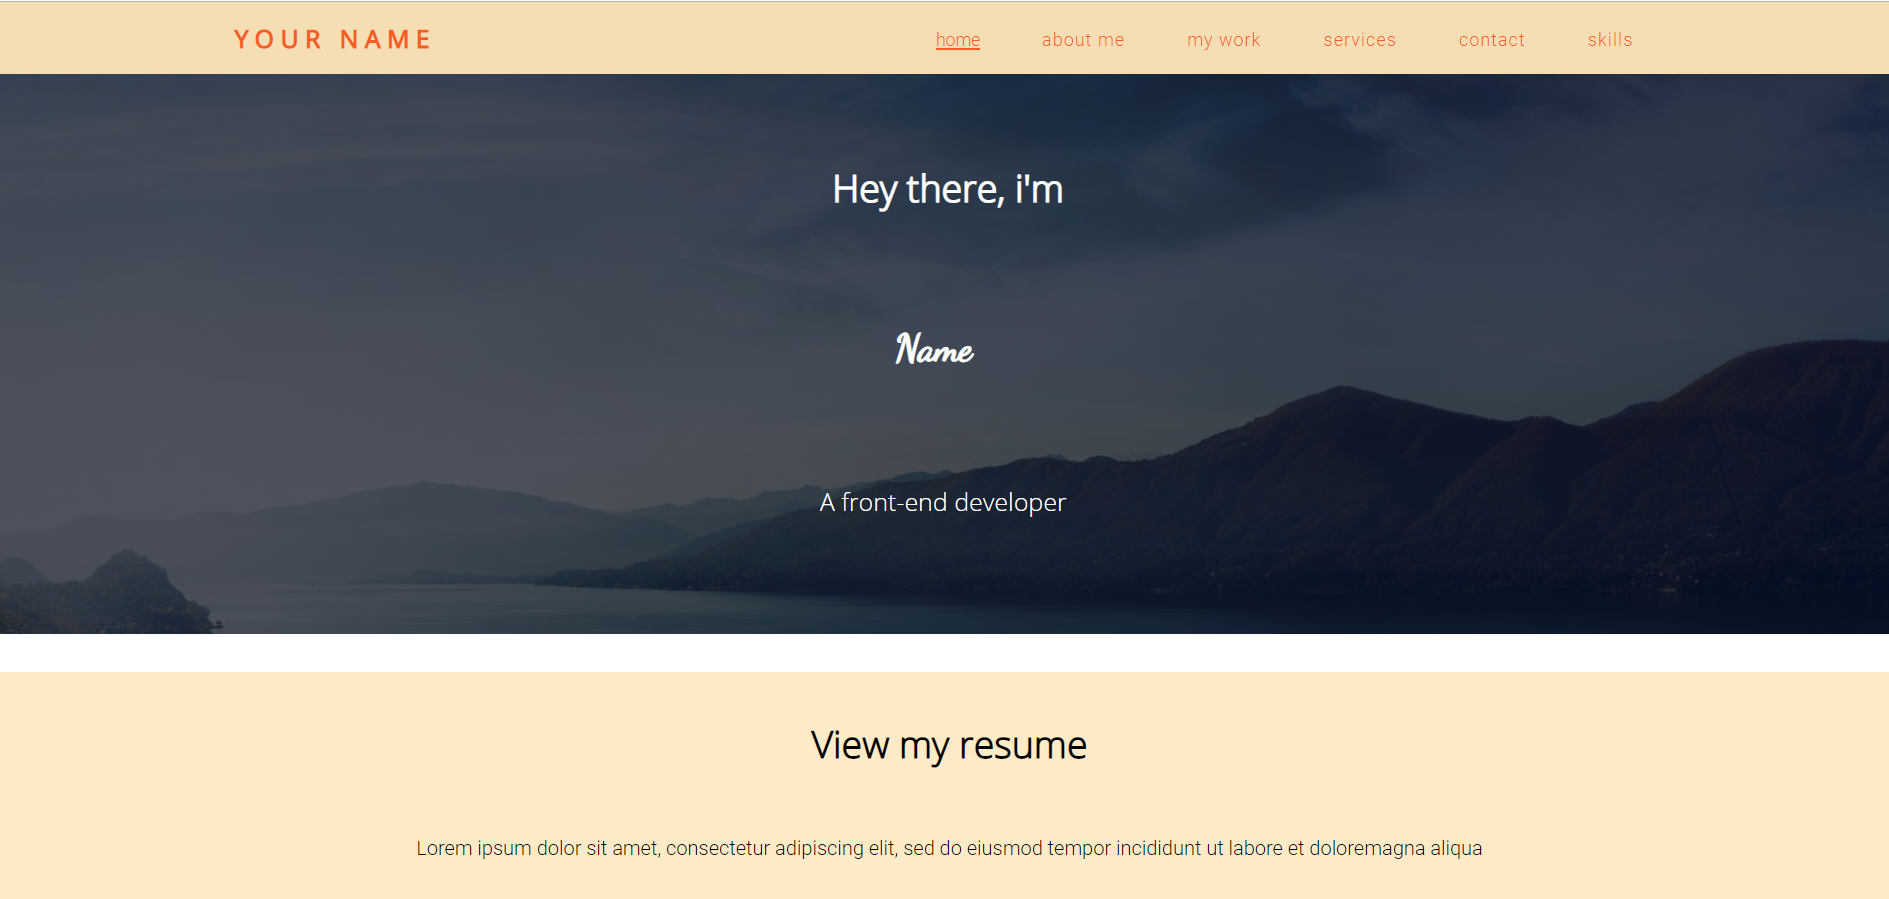 YOUR NAME home about me my work services contact skills
Hey there, i'm
Name
A front-end developer
View my resume
Lorem ipsum dolor sit amet, consectetur adipiscing elit, sed do eiusmod tempor incididunt ut labore et doloremagna aliqua